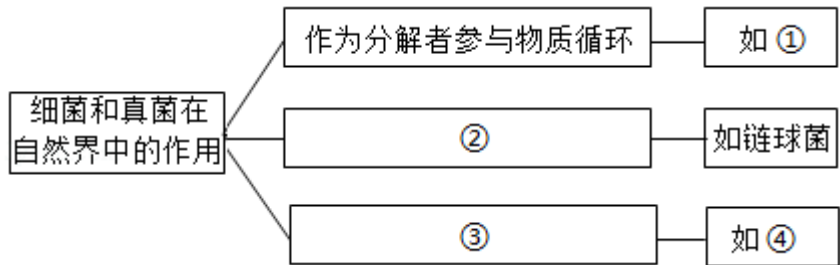 作为分解者参与物质循环
如 ①
细菌和真菌在
自然界中的作用
②
如链球菌
③
如 ④